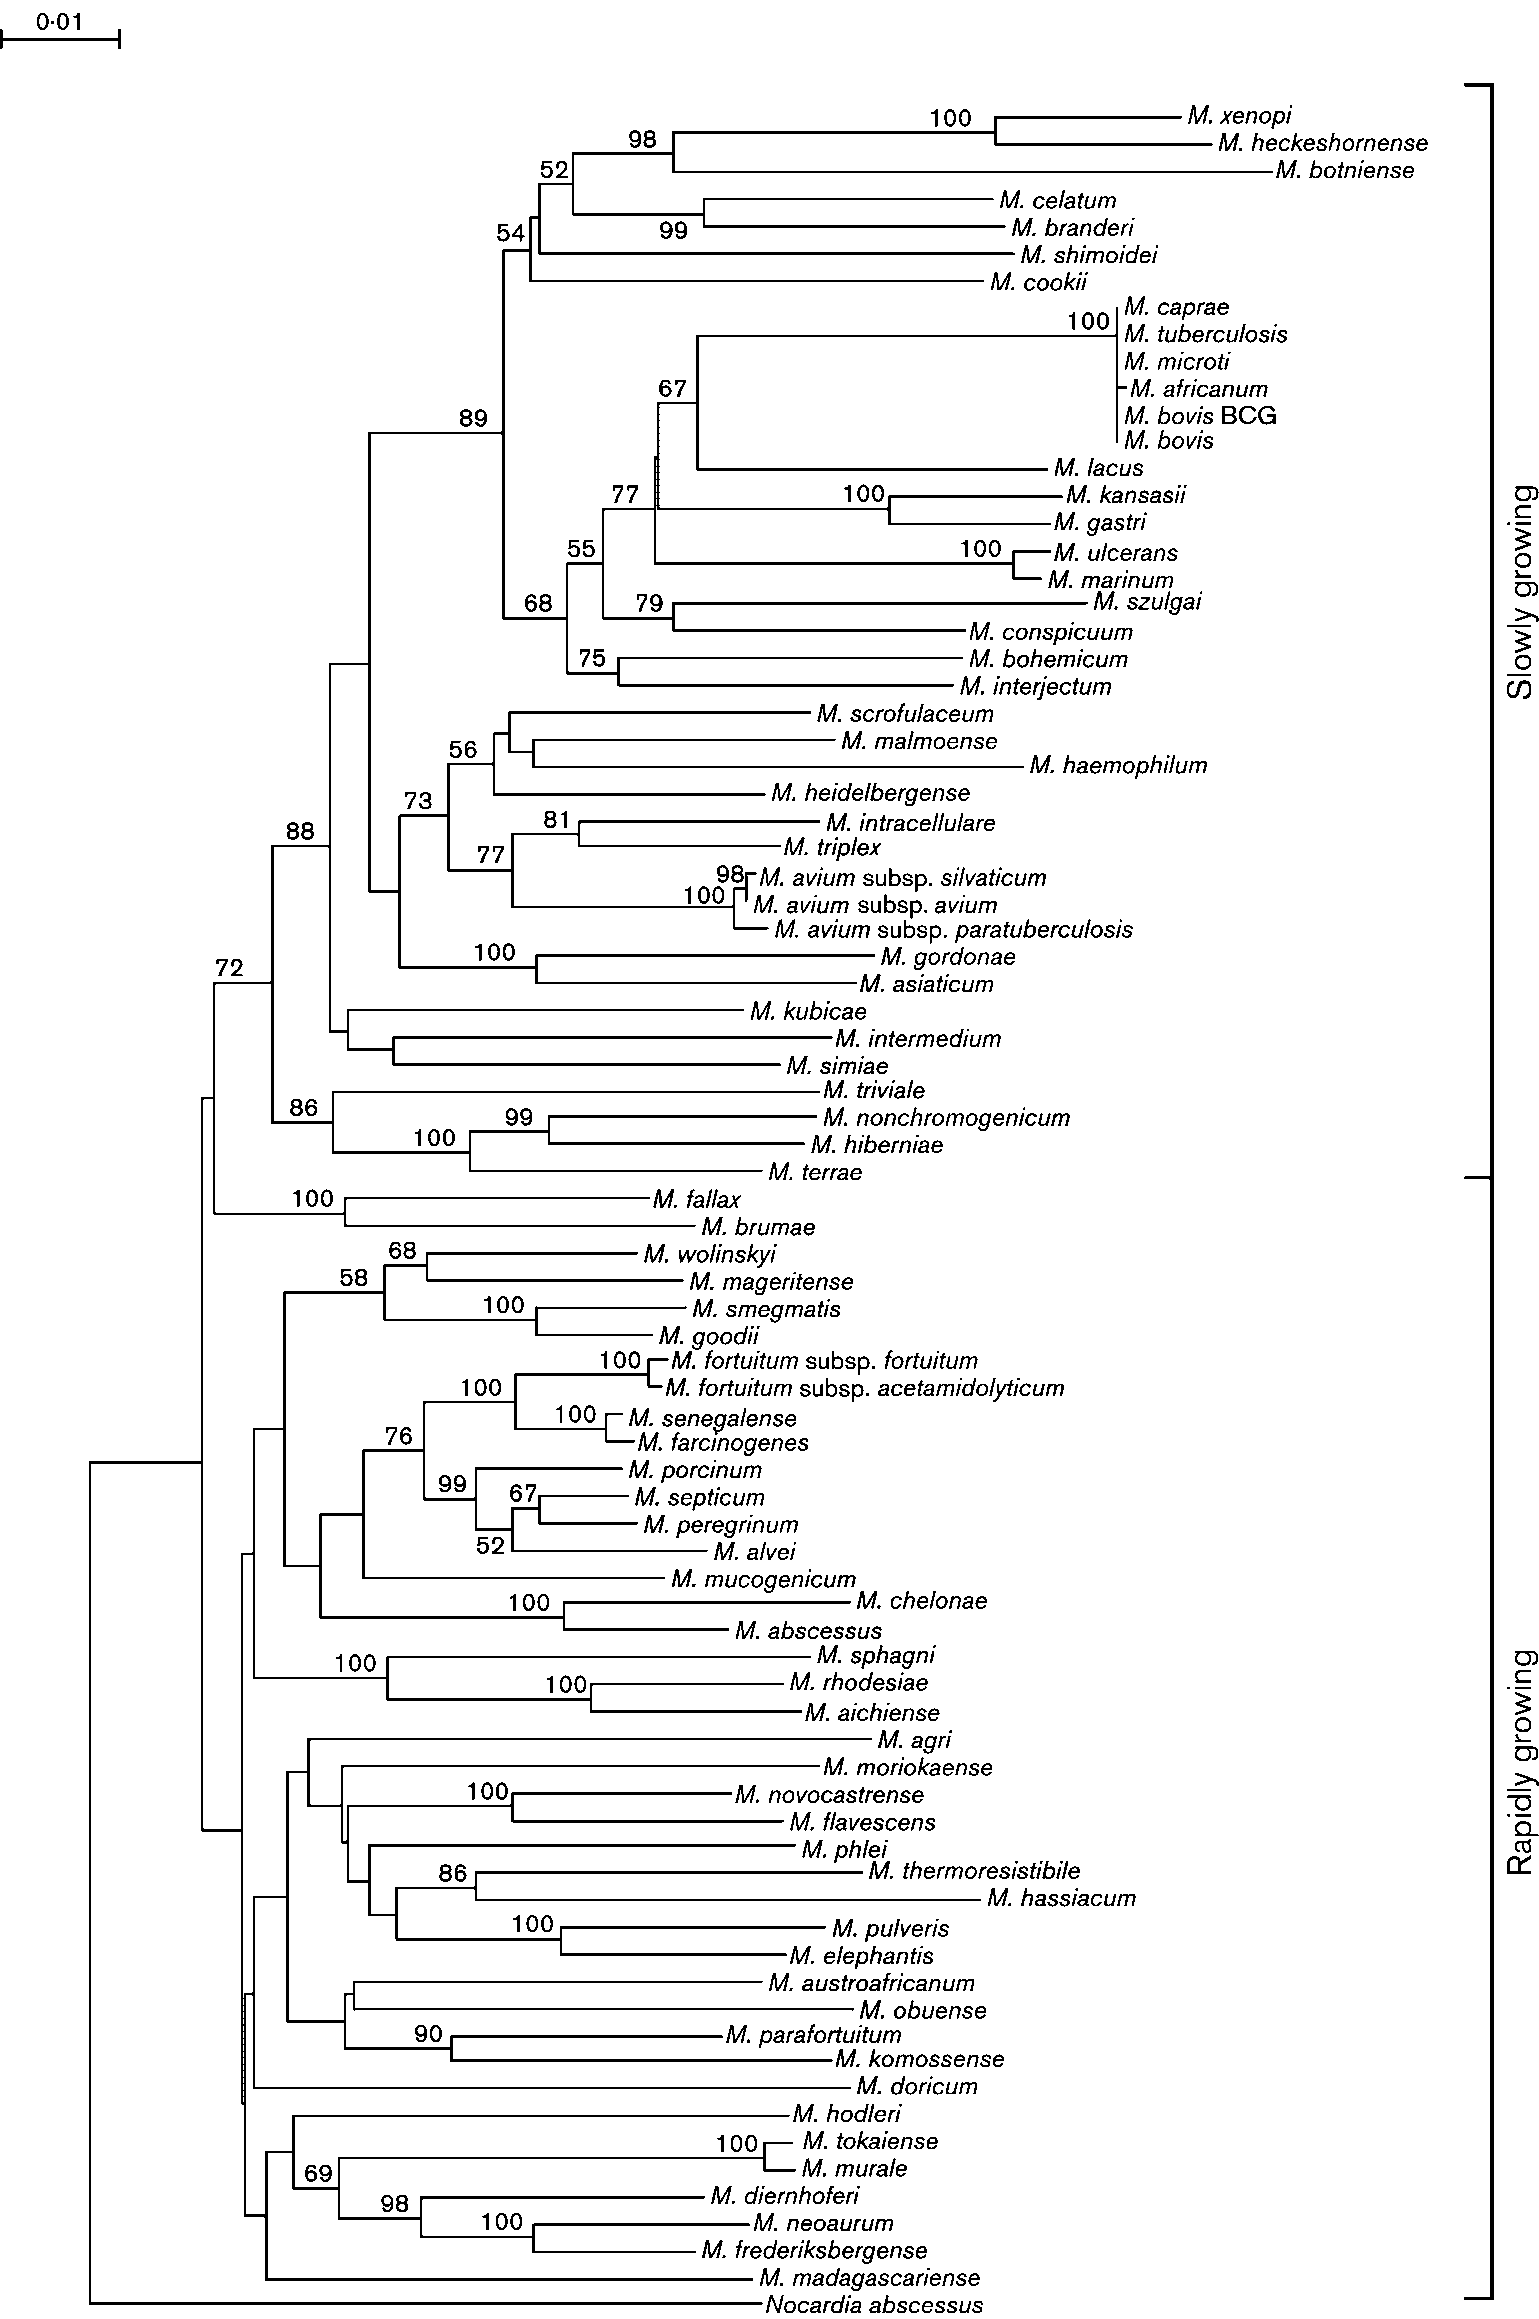 0·01
100
M. xenopi
98
M. heckeshornense
52
M. botniense
M. celatum
99
M. branderi
54
M. shimoidei
M. cookii
M. caprae
100
M. tuberculosis
M. microti
67
M. africanum
M. bovis BCG
89
M. bovis
M. lacus
77
100
M. kansasii
M. gastri
55
100
M. ulcerans
M. marinum
68
79
M. szulgai
M. conspicuum
75
M. bohemicum
M. interjectum
M. scrofulaceum
56
M. malmoense
M. haemophilum
73
M. heidelbergense
88
81
M. intracellulare
77
M. triplex
98
M. avium subsp. silvaticum
100
M. avium subsp. avium
M. avium subsp. paratuberculosis
100
M. gordonae
72
M. asiaticum
M. kubicae
M. intermedium
M. simiae
86
M. triviale
99
M. nonchromogenicum
100
M. hiberniae
M. terrae
100
M. fallax
M. brumae
68
M. wolinskyi
58
M. mageritense
100
M. smegmatis
M. goodii
100
M. fortuitum subsp. fortuitum
100
M. fortuitum subsp. acetamidolyticum
100
M. senegalense
76
M. farcinogenes
99
M. porcinum
67
M. septicum
M. peregrinum
52
M. alvei
M. mucogenicum
100
M. chelonae
M. abscessus
100
M. sphagni
100
M. rhodesiae
M. aichiense
M. agri
M. moriokaense
100
M. novocastrense
M. flavescens
M. phlei
86
M. thermoresistibile
M. hassiacum
100
M. pulveris
M. elephantis
M. austroafricanum
M. obuense
90
M. parafortuitum
M. komossense
M. doricum
M. hodleri
100
M. tokaiense
69
M. murale
98
M. diernhoferi
100
M. neoaurum
M. frederiksbergense
M. madagascariense
Nocardia abscessus
Slowly growing
Rapidly growing